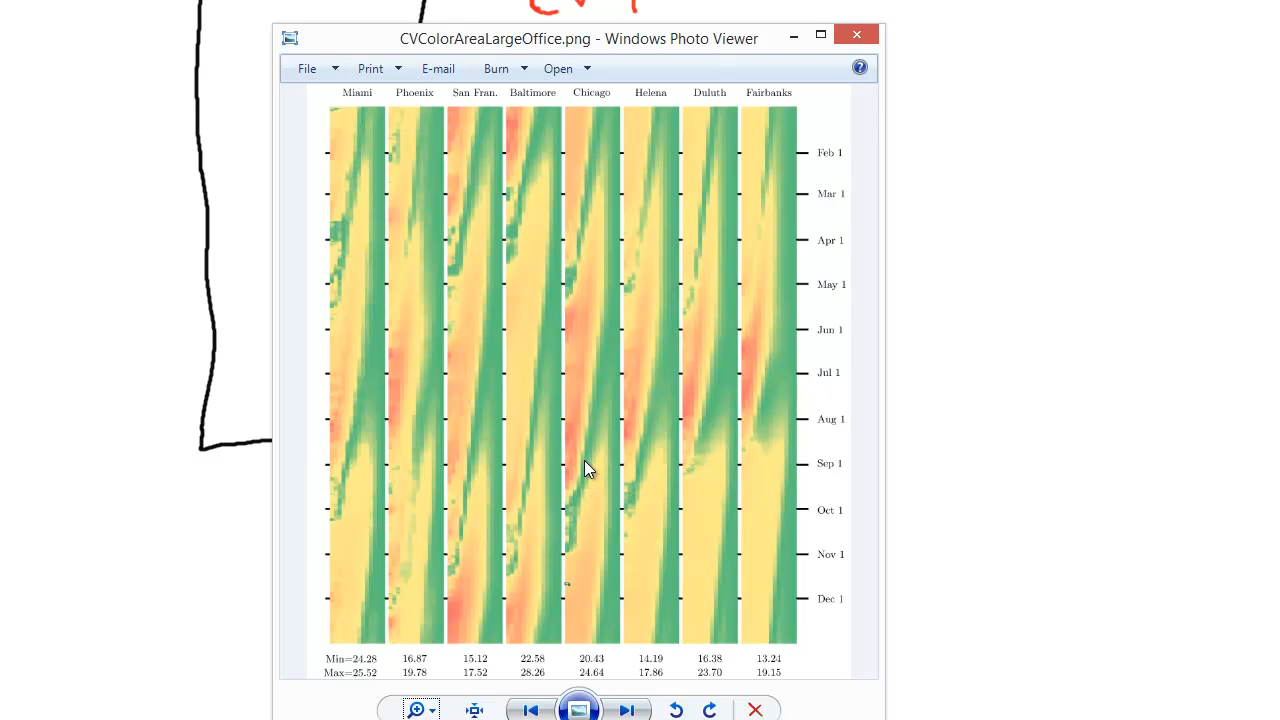 CVColorAreaLargeOffice.png - Windows Photo Viewer
File Print E-mail Burn Open
Miami Phoenix San Fran. Baltimore Chicago Helena Duluth Fairbanks
Feb 1
Mar 1
Apr 1
May 1
Jun 1
Jul 1
Aug 1
Sep 1
Oct 1
Nov 1
Dec 1
Min=24.28 16.87 15.12 22.58 20.43 14.19 16.38 13.24
Max=25.52 19.78 17.52 28.26 24.64 17.86 23.70 19.15